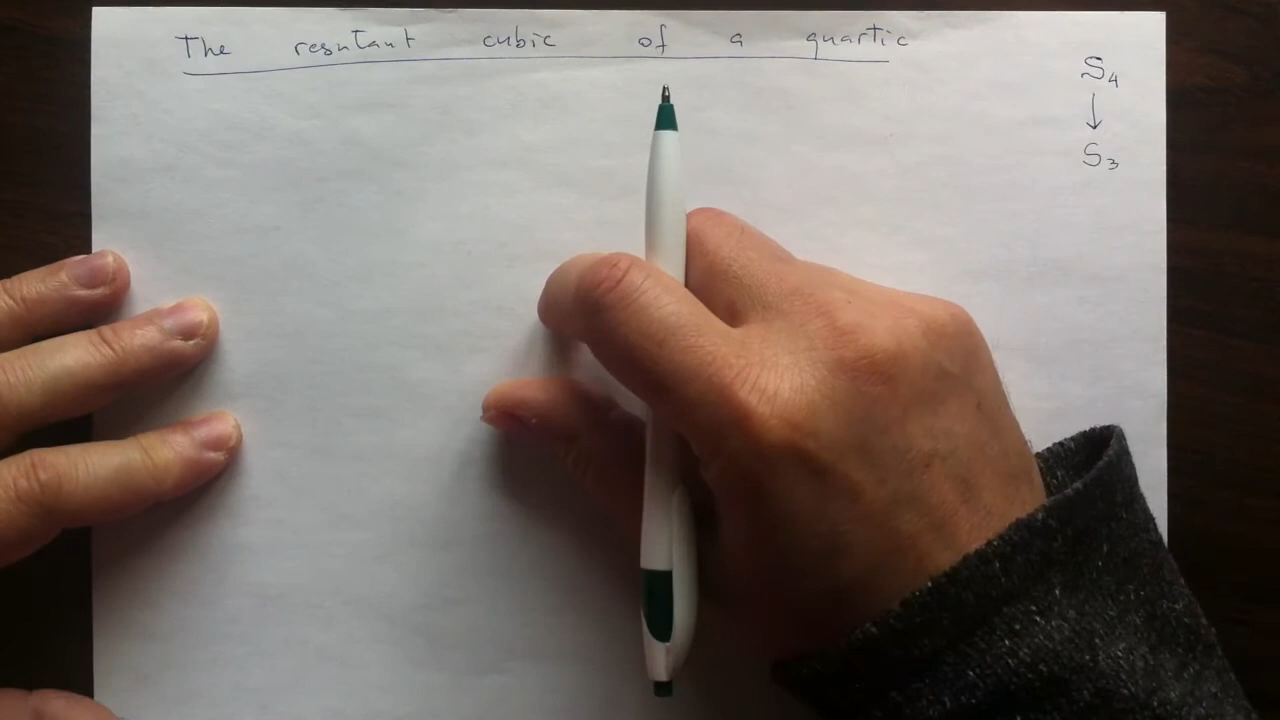 The resultant cubic of a quartic
S₄
↓
S₃